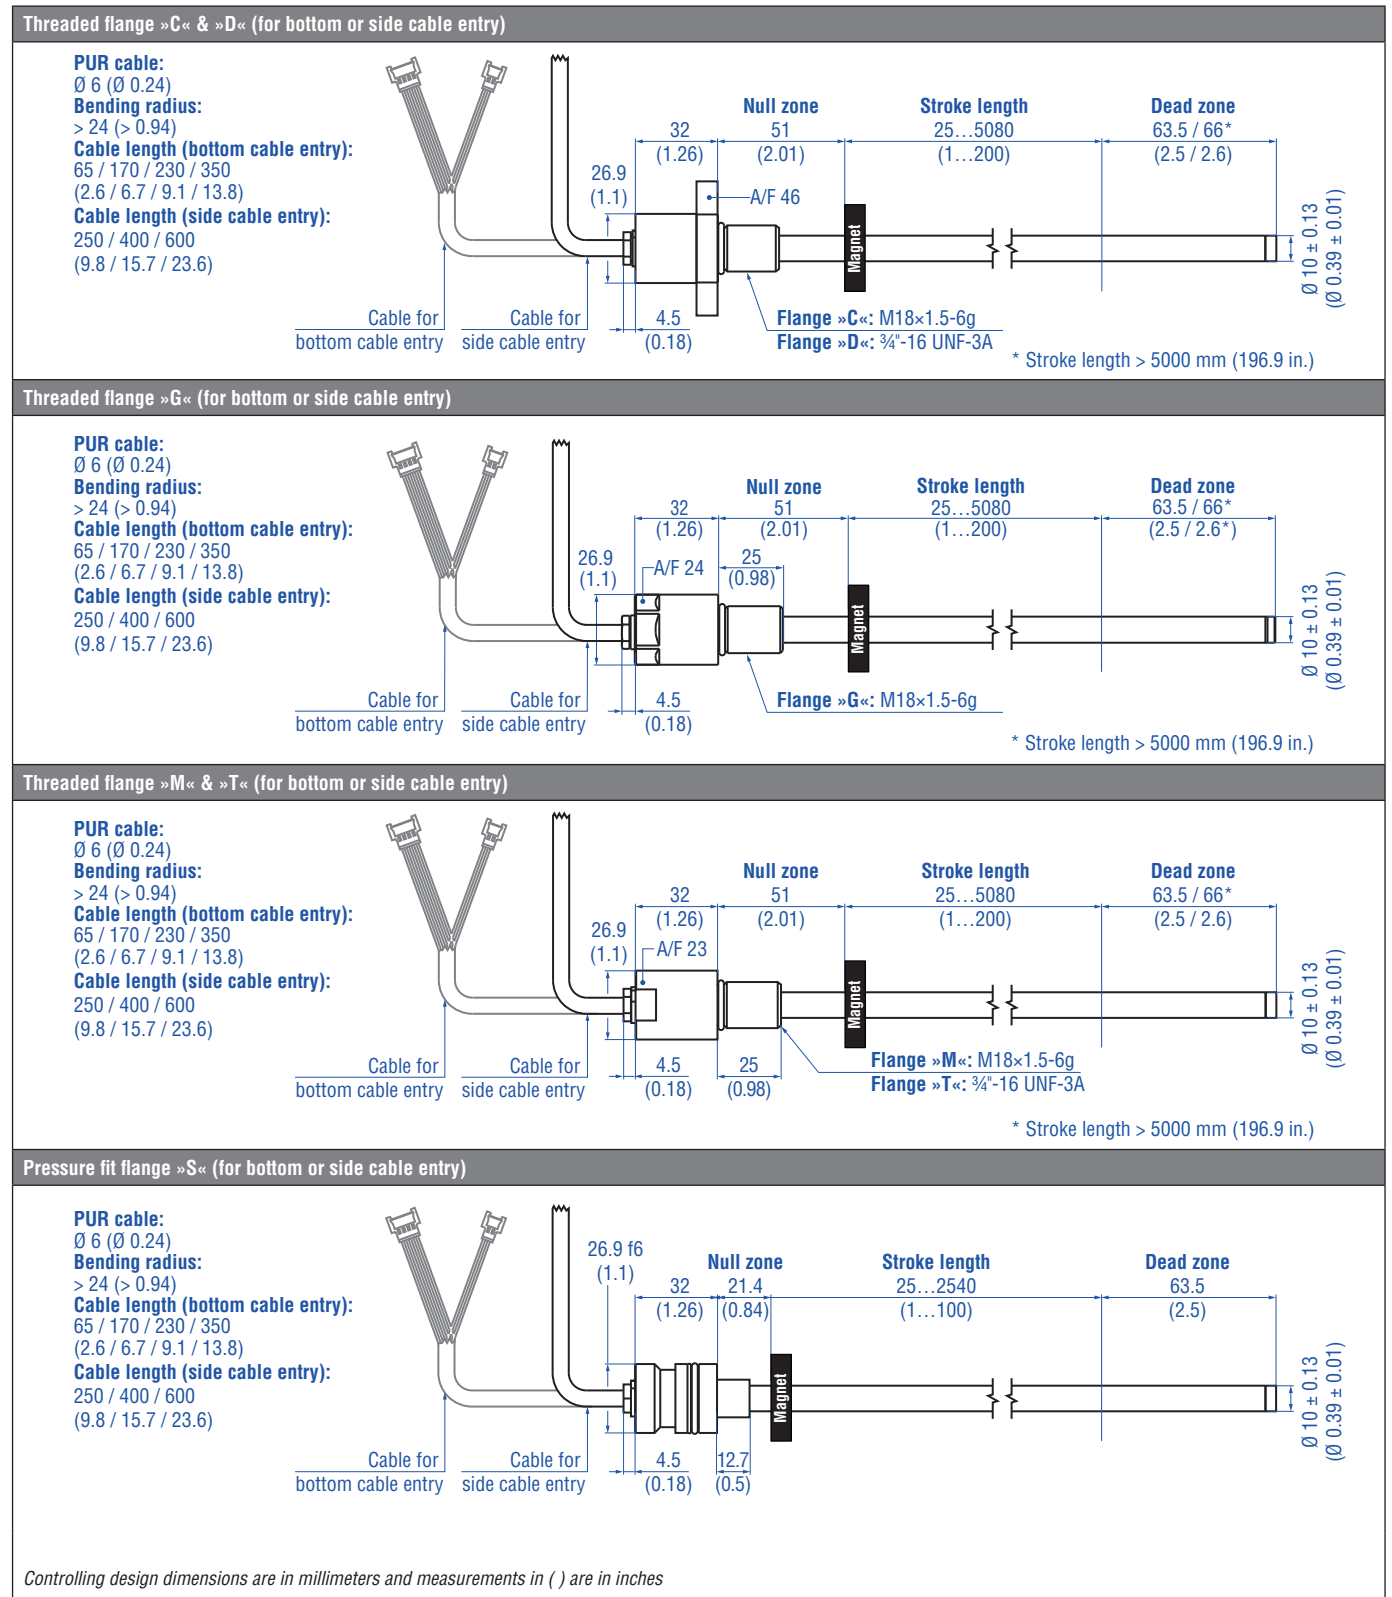 Threaded flange »C« & »D« (for bottom or side cable entry)
PUR cable:
Ø 6 (Ø 0.24)
Bending radius:
> 24 (> 0.94)
Cable length (bottom cable entry):
65 / 170 / 230 / 350
(2.6 / 6.7 / 9.1 / 13.8)
Cable length (side cable entry):
250 / 400 / 600
(9.8 / 15.7 / 23.6)
Null zone
Stroke length
Dead zone
32
51
25…5080
63.5 / 66*
(1.26)
(2.01)
(1…200)
(2.5 / 2.6)
26.9
(1.1)
A/F 46
Magnet
Ø 10 ± 0.13
(Ø 0.39 ± 0.01)
Cable for
bottom cable entry
Cable for
side cable entry
4.5
(0.18)
Flange »C«: M18×1.5-6g
Flange »D«: ¾"-16 UNF-3A
* Stroke length > 5000 mm (196.9 in.)
Threaded flange »G« (for bottom or side cable entry)
PUR cable:
Ø 6 (Ø 0.24)
Bending radius:
> 24 (> 0.94)
Cable length (bottom cable entry):
65 / 170 / 230 / 350
(2.6 / 6.7 / 9.1 / 13.8)
Cable length (side cable entry):
250 / 400 / 600
(9.8 / 15.7 / 23.6)
Null zone
Stroke length
Dead zone
32
51
25…5080
63.5 / 66*
(1.26)
(2.01)
(1…200)
(2.5 / 2.6*)
26.9
(1.1)
A/F 24
25
(0.98)
Magnet
Ø 10 ± 0.13
(Ø 0.39 ± 0.01)
Cable for
bottom cable entry
Cable for
side cable entry
4.5
(0.18)
Flange »G«: M18×1.5-6g
* Stroke length > 5000 mm (196.9 in.)
Threaded flange »M« & »T« (for bottom or side cable entry)
PUR cable:
Ø 6 (Ø 0.24)
Bending radius:
> 24 (> 0.94)
Cable length (bottom cable entry):
65 / 170 / 230 / 350
(2.6 / 6.7 / 9.1 / 13.8)
Cable length (side cable entry):
250 / 400 / 600
(9.8 / 15.7 / 23.6)
Null zone
Stroke length
Dead zone
32
51
25…5080
63.5 / 66*
(1.26)
(2.01)
(1…200)
(2.5 / 2.6)
26.9
(1.1)
A/F 23
Magnet
Ø 10 ± 0.13
(Ø 0.39 ± 0.01)
Cable for
bottom cable entry
Cable for
side cable entry
4.5
(0.18)
25
(0.98)
Flange »M«: M18×1.5-6g
Flange »T«: ¾"-16 UNF-3A
* Stroke length > 5000 mm (196.9 in.)
Pressure fit flange »S« (for bottom or side cable entry)
PUR cable:
Ø 6 (Ø 0.24)
Bending radius:
> 24 (> 0.94)
Cable length (bottom cable entry):
65 / 170 / 230 / 350
(2.6 / 6.7 / 9.1 / 13.8)
Cable length (side cable entry):
250 / 400 / 600
(9.8 / 15.7 / 23.6)
26.9 f6
(1.1)
Null zone
Stroke length
Dead zone
32
21.4
25…2540
63.5
(1.26)
(0.84)
(1…100)
(2.5)
Magnet
Ø 10 ± 0.13
(Ø 0.39 ± 0.01)
Cable for
bottom cable entry
Cable for
side cable entry
4.5
(0.18)
12.7
(0.5)
Controlling design dimensions are in millimeters and measurements in ( ) are in inches